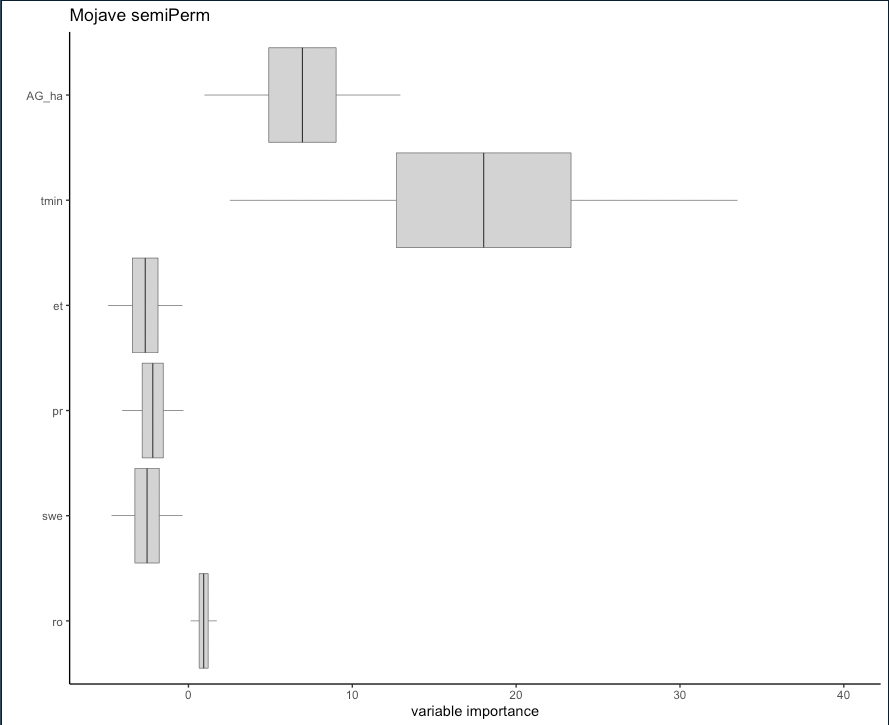 Mojave semiPerm
AG_ha
tmin
et
pr
swe
ro
0 10 20 30 40
variable importance